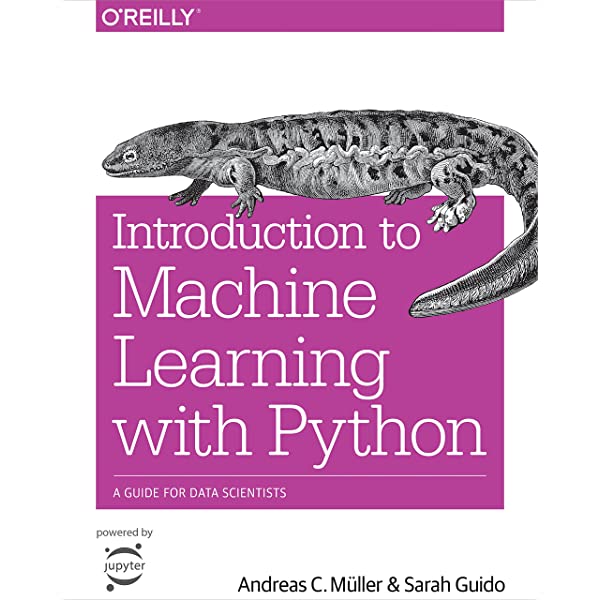 O'REILLY®
Introduction to
Machine
Learning
with Python
A GUIDE FOR DATA SCIENTISTS
powered by
jupyter
Andreas C. Müller & Sarah Guido